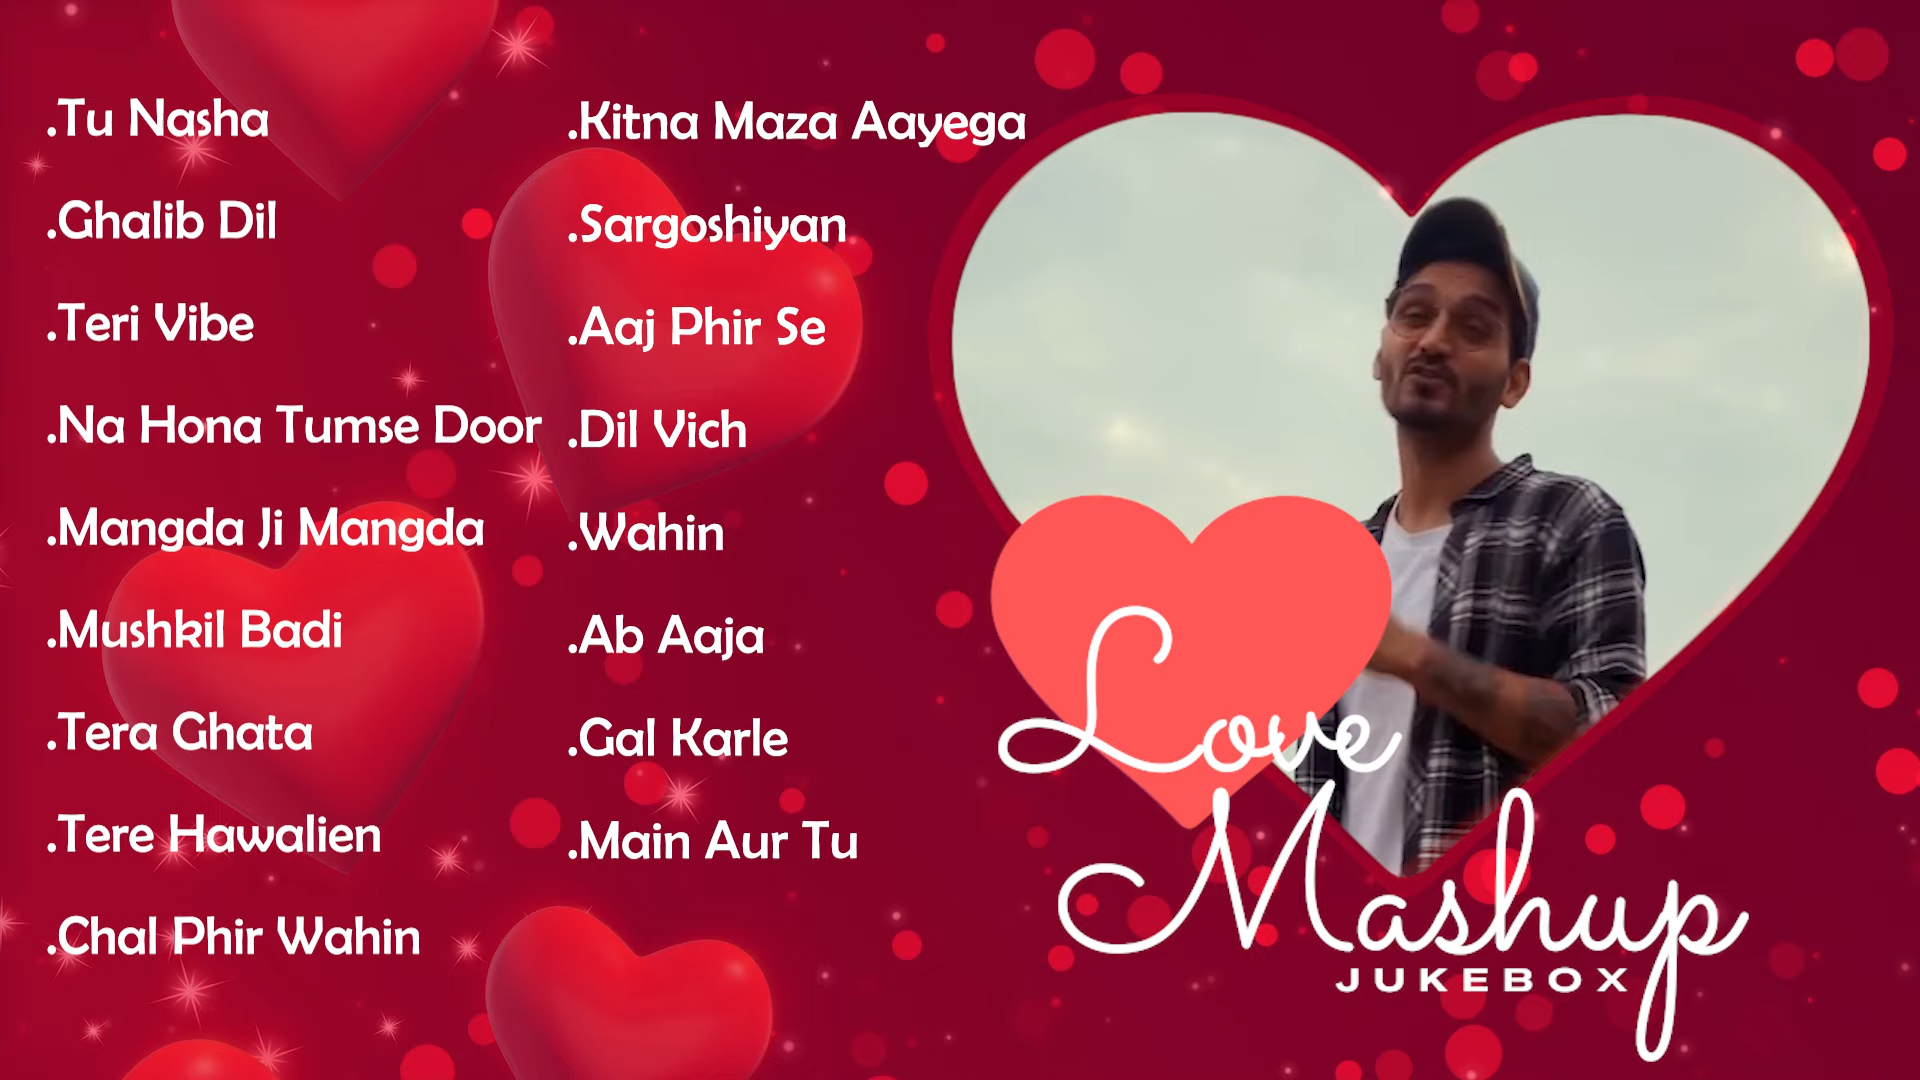 .Tu Nasha
.Ghalib Dil
.Teri Vibe
.Na Hona Tumse Door
.Mangda Ji Mangda
.Mushkil Badi
.Tera Ghata
.Tere Hawalien
.Chal Phir Wahin
.Kitna Maza Aayega
.Sargoshiyan
.Aaj Phir Se
.Dil Vich
.Wahin
.Ab Aaja
.Gal Karle
.Main Aur Tu
Love
Mashup
JUKEBOX